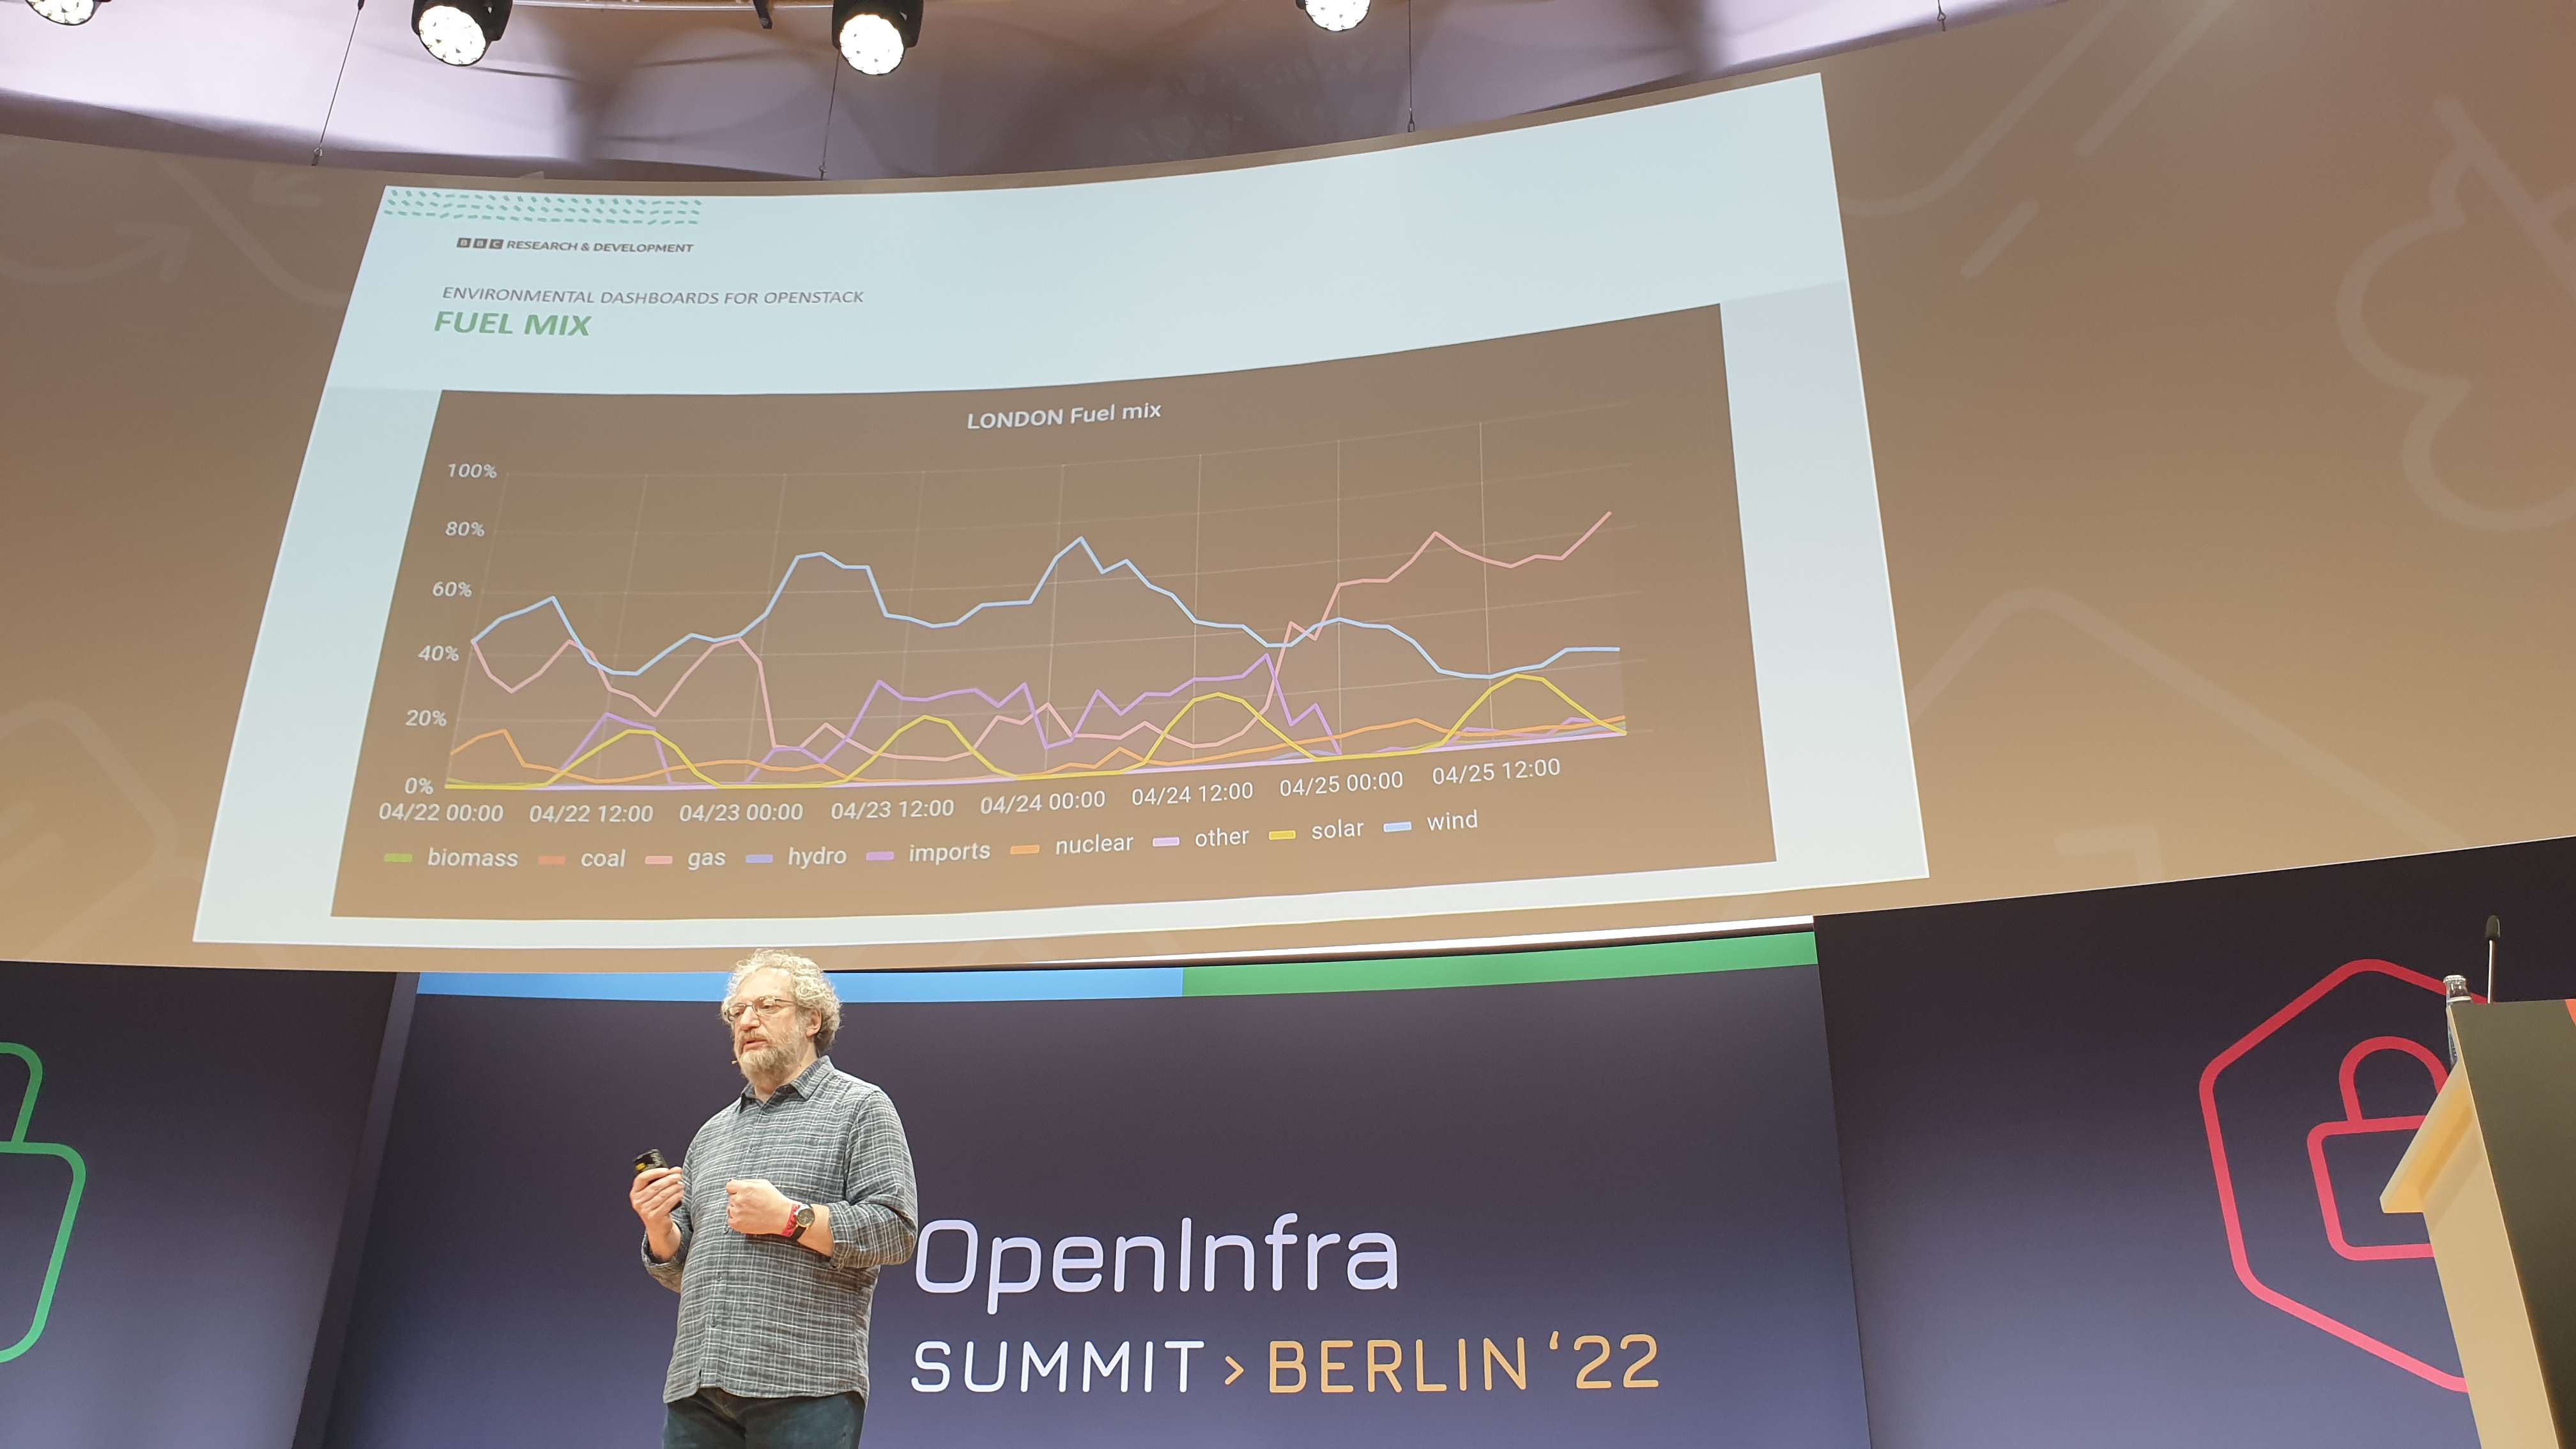 BBC RESEARCH & DEVELOPMENT
ENVIRONMENTAL DASHBOARDS FOR OPENSTACK
FUEL MIX
LONDON Fuel mix
100%
80%
60%
40%
20%
0%
04/22 00:00 04/22 12:00 04/23 00:00 04/23 12:00 04/24 00:00 04/24 12:00 04/25 00:00 04/25 12:00
biomass coal gas hydro imports nuclear other solar wind
OpenInfra
SUMMIT > BERLIN ‘22